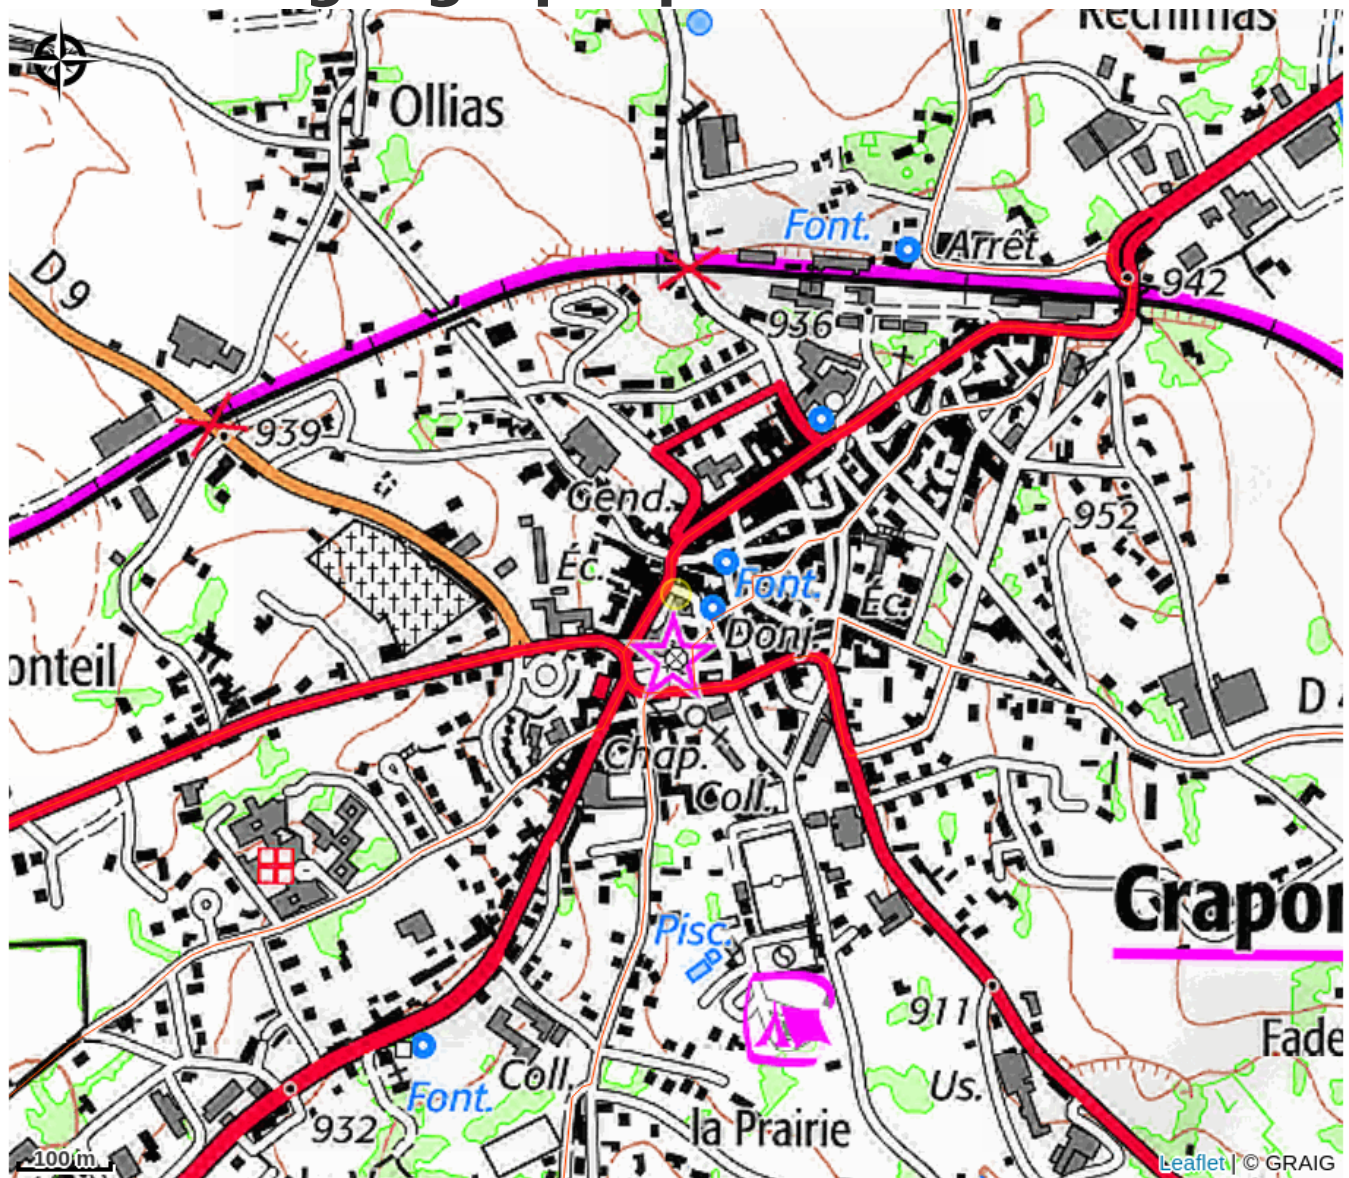 Rechimas
Ollias
Font.
Arrêt
D 9
942
936
939
Gend.
952
Éc.
Font.
Éc.
Donj.
onteil
D
Chap.
Coll.
Crapon
Pisc.
911
Fade
Coll.
Us.
Font.
932
la Prairie
100 m
Leaflet | © GRAIG